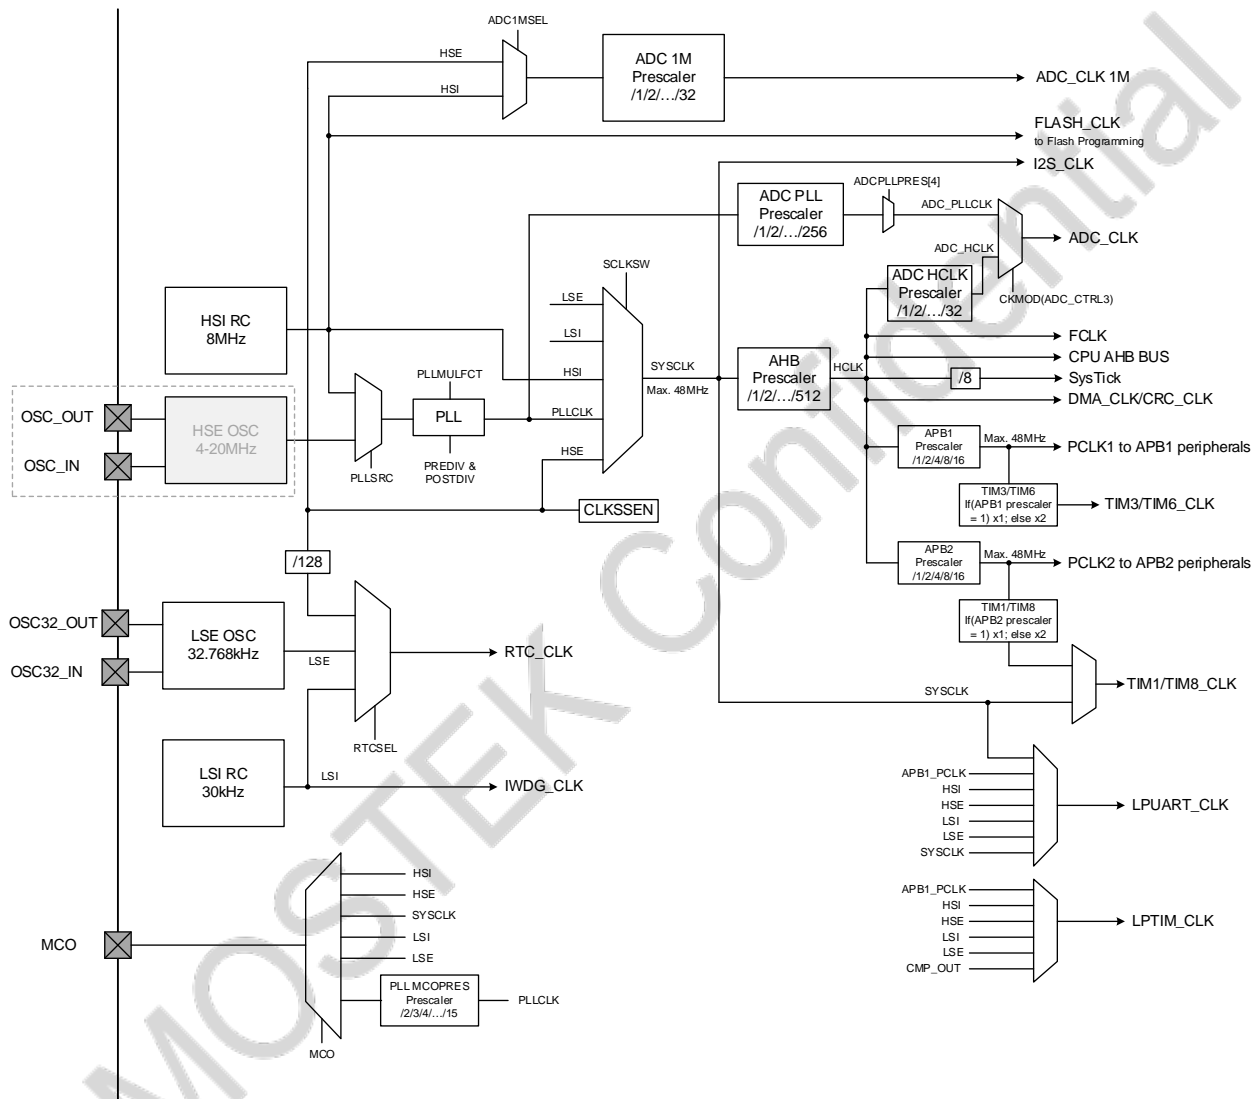 ADC1MSEL
HSE
HSI
ADC 1M
Prescaler
/1/2/…/32
ADC_CLK 1M
FLASH_CLK
to Flash Programming
I2S_CLK
ADC PLL
Prescaler
/1/2/…/256
ADCPLLPRES[4]
ADC_PLLCLK
ADC_HCLK
ADC_CLK
ADC HCLK
Prescaler
/1/2/…/32
CKMOD(ADC_CTRL3)
HSI RC
8MHz
SCLKSW
LSE
LSI
HSI
PLLCLK
HSE
SYSCLK
Max. 48MHz
AHB
Prescaler
/1/2/…/512
HCLK
FCLK
CPU AHB BUS
/8
SysTick
DMA_CLK/CRC_CLK
OSC_OUT
OSC_IN
HSE OSC
4-20MHz
PLLMULFCT
PLL
PREDIV &
POSTDIV
PLLSRC
CLKSSEN
APB1
Prescaler
/1/2/4/8/16
Max. 48MHz
PCLK1 to APB1 peripherals
TIM3/TIM6
If(APB1 prescaler
= 1) x1; else x2
TIM3/TIM6_CLK
APB2
Prescaler
/1/2/4/8/16
Max. 48MHz
PCLK2 to APB2 peripherals
TIM1/TIM8
If(APB2 prescaler
= 1) x1; else x2
TIM1/TIM8_CLK
SYSCLK
/128
OSC32_OUT
OSC32_IN
LSE OSC
32.768kHz
LSE
RTC_CLK
RTCSEL
LSI RC
30kHz
LSI
IWDG_CLK
APB1_PCLK
HSI
HSE
LSI
LSE
SYSCLK
LPUART_CLK
APB1_PCLK
HSI
HSE
LSI
LSE
CMP_OUT
LPTIM_CLK
MCO
HSI
HSE
SYSCLK
LSI
LSE
PLL MCOPRES
Prescaler
/2/3/4/…/15
PLLCLK
MCO
MOSTEK Confidential